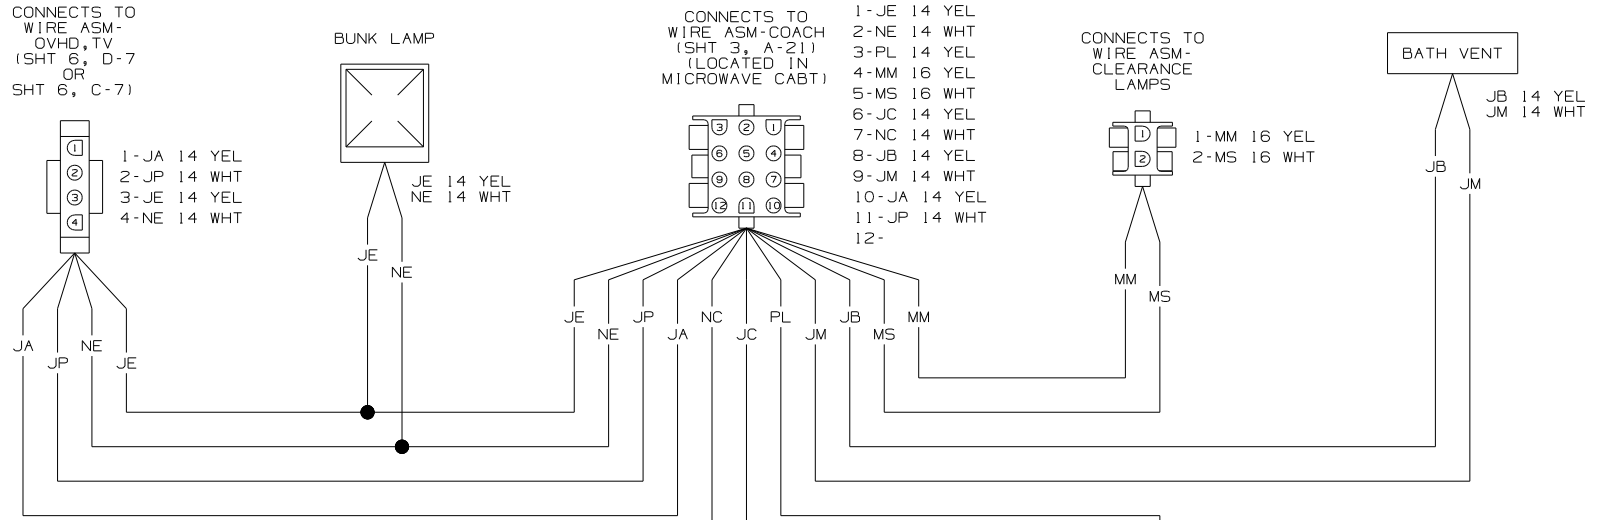 CONNECTS TO
WIRE ASM-
OVHD,TV
(SHT 6, D-7
OR
SHT 6, C-7)
1
2
3
4
1-JA 14 YEL
2-JP 14 WHT
3-JE 14 YEL
4-NE 14 WHT
JA
JP
NE
JE
BUNK LAMP
JE 14 YEL
NE 14 WHT
JE
NE
CONNECTS TO
WIRE ASM-COACH
(SHT 3, A-21)
(LOCATED IN
MICROWAVE CABT)
3 2 1
6 5 4
9 8 7
12 11 10
1-JE 14 YEL
2-NE 14 WHT
3-PL 14 YEL
4-MM 16 YEL
5-MS 16 WHT
6-JC 14 YEL
7-NC 14 WHT
8-JB 14 YEL
9-JM 14 WHT
10-JA 14 YEL
11-JP 14 WHT
12-
JE
NE
JP
JA
NC
JC
PL
JM
JB
MS
MM
CONNECTS TO
WIRE ASM-
CLEARANCE
LAMPS
1
2
1-MM 16 YEL
2-MS 16 WHT
MM
MS
BATH VENT
JB 14 YEL
JM 14 WHT
JB
JM